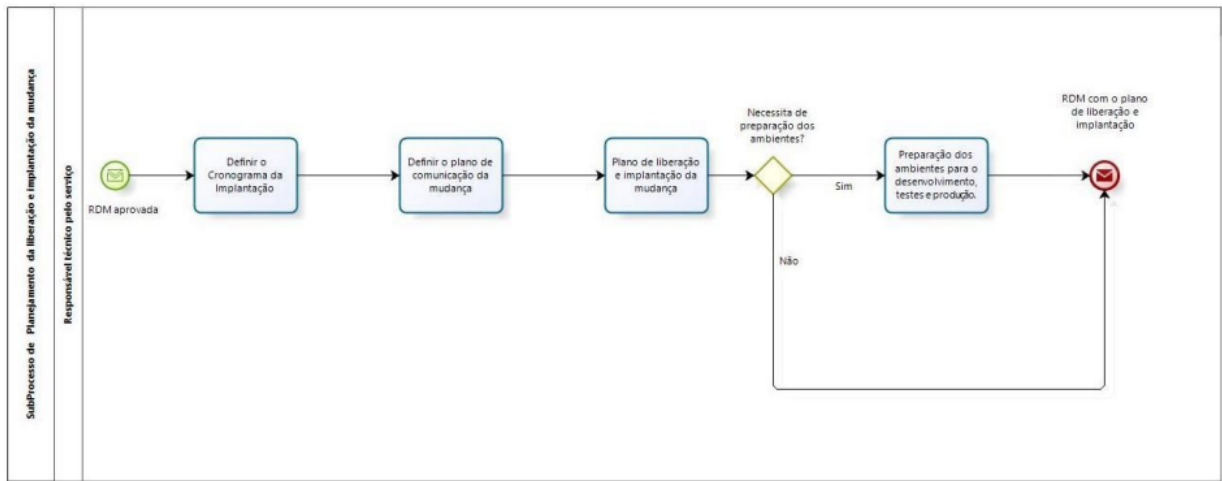 SubProcesso de Planejamento da liberação e implantação da mudança
Responsável técnico pelo serviço
RDM aprovada
Definir o
Cronograma da
Implantação
Definir o plano de
comunicação da
mudança
Plano de liberação
e implantação da
mudança
Necessita de
preparação dos
ambientes?
Sim
Não
Preparação dos
ambientes para o
desenvolvimento,
testes e produção.
RDM com o plano
de liberação e
implantação